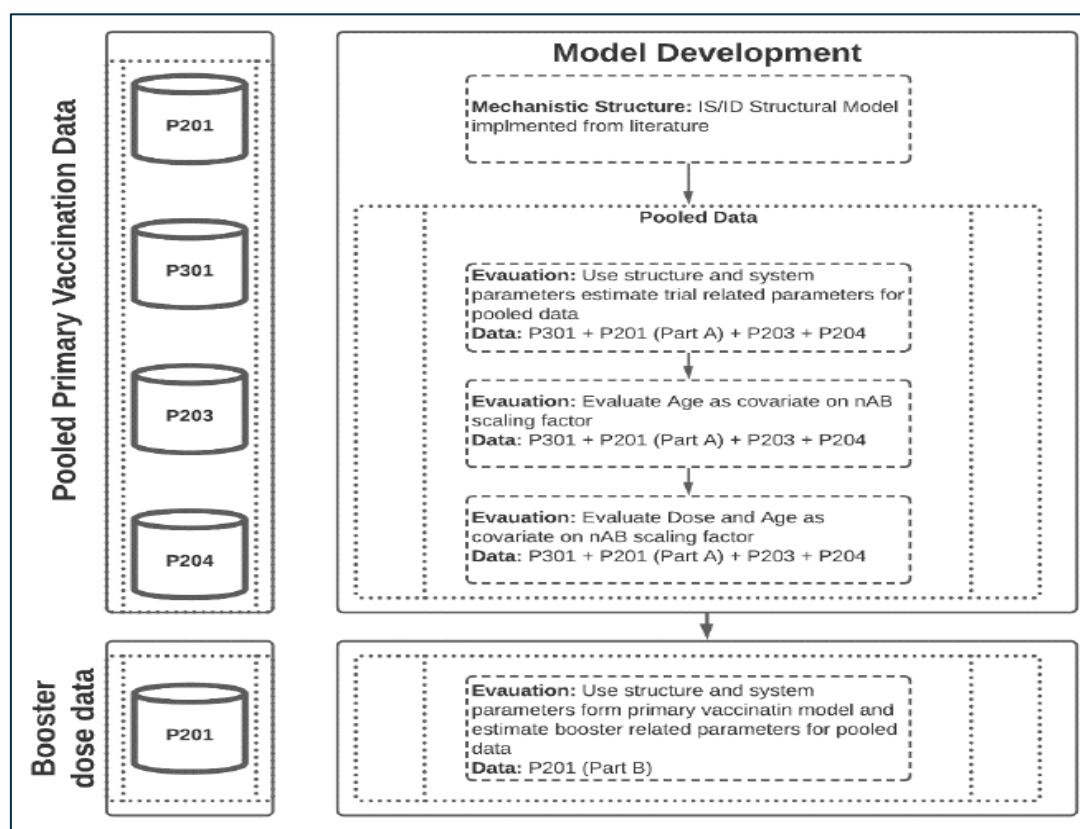 Pooled Primary Vaccination Data
P201
P301
P203
P204
Model Development
Mechanistic Structure: IS/ID Structural Model
implmented from literature
Pooled Data
Evauation: Use structure and system
parameters estimate trial related parameters for
pooled data
Data: P301 + P201 (Part A) + P203 + P204
Evauation: Evaluate Age as covariate on nAB
scaling factor
Data: P301 + P201 (Part A) + P203 + P204
Evauation: Evaluate Dose and Age as
covariate on nAB scaling factor
Data: P301 + P201 (Part A) + P203 + P204
Booster
dose data
P201
Evauation: Use structure and system
parameters form primary vaccinatin model and
estimate booster related parameters for pooled
data
Data: P201 (Part B)